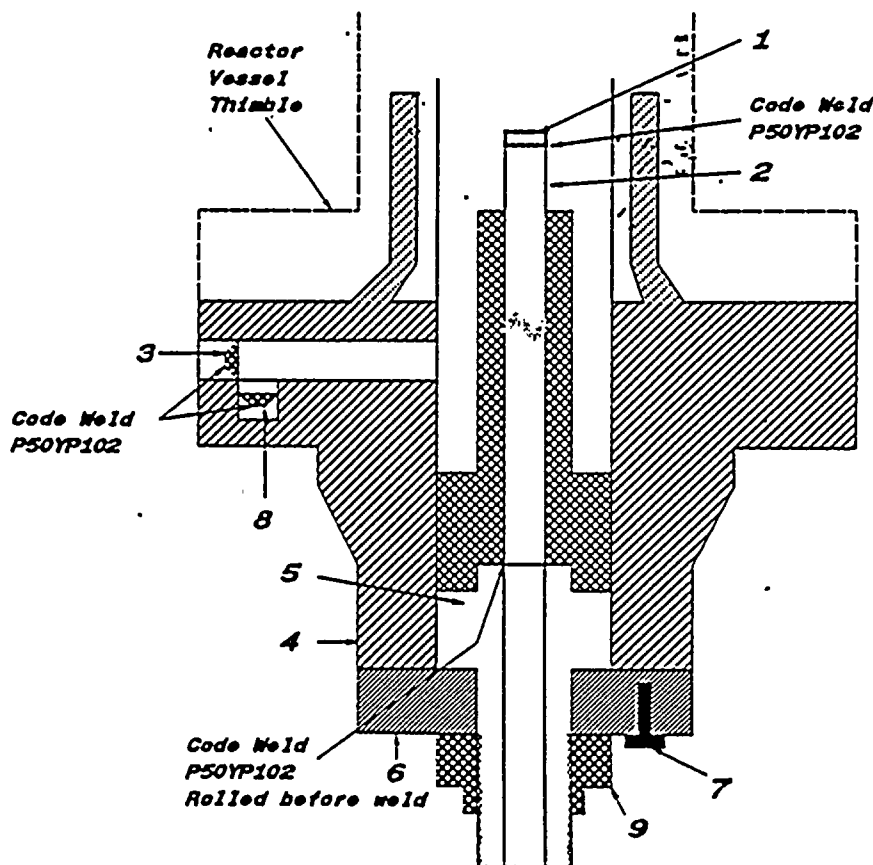 Reactor
Vessel
Thimble
1
Code Weld
P50YP102
2
3
Code Weld
P50YP102
8
5
4
Code Weld
P50YP102
Rolled before weld
6
7
9